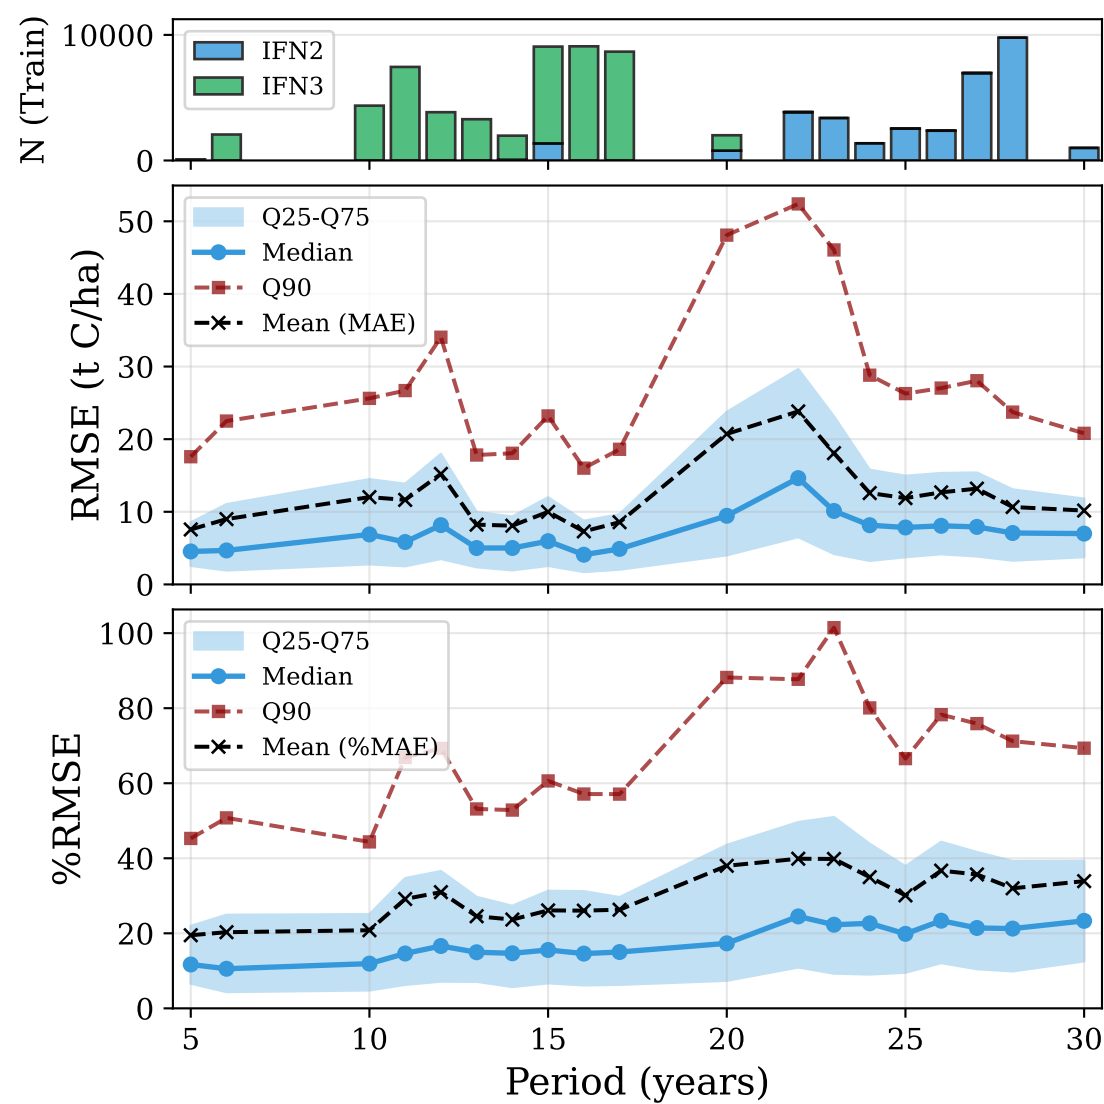 N (Train)
10000
0
IFN2
IFN3
RMSE (t C/ha)
50
40
30
20
10
0
Q25-Q75
Median
Q90
Mean (MAE)
%RMSE
100
80
60
40
20
0
Q25-Q75
Median
Q90
Mean (%MAE)
5 10 15 20 25 30
Period (years)